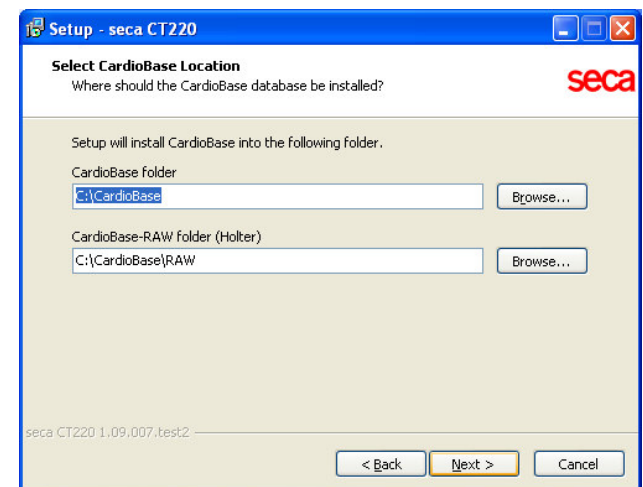 Setup - seca CT220
Select CardioBase Location
Where should the CardioBase database be installed?
seca
Setup will install CardioBase into the following folder.
CardioBase folder
C:\CardioBase
Browse...
CardioBase-RAW folder (Holter)
C:\CardioBase\RAW
Browse...
seca CT220 1.09.007.test2
< Back
Next >
Cancel